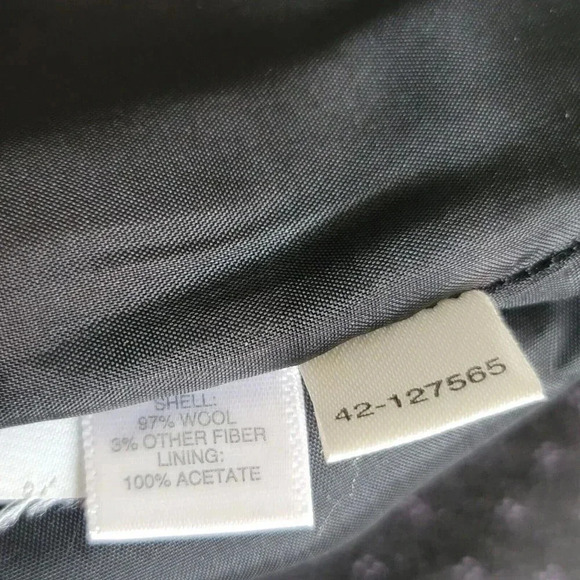 SHELL:
97% WOOL
3% OTHER FIBER
LINING:
100% ACETATE
42-127565